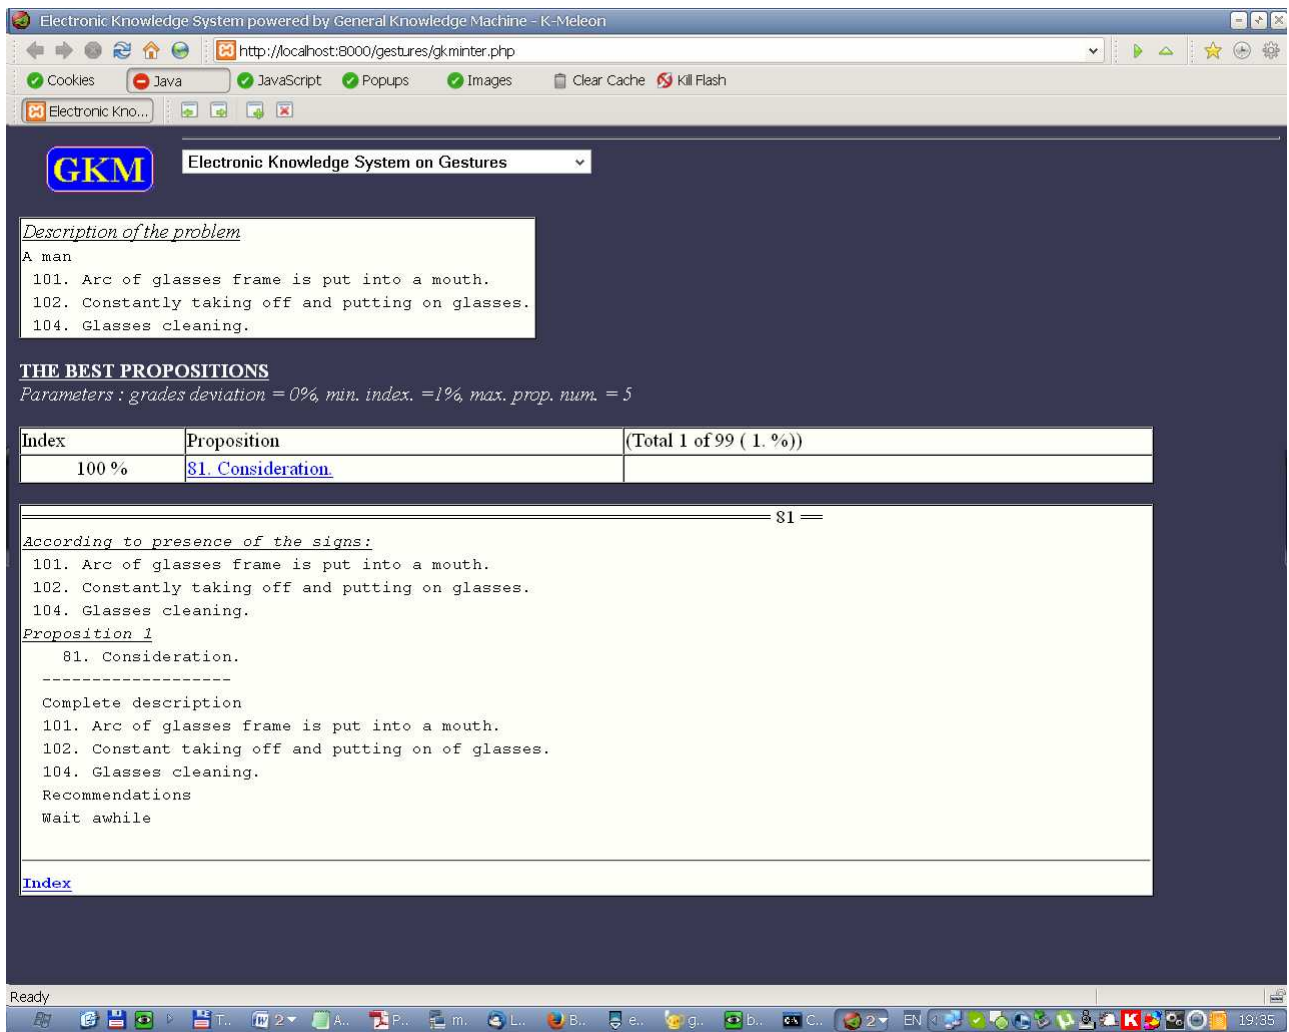 Electronic Knowledge System powered by General Knowledge Machine - K-Meleon
http://localhost:8000/gestures/gkminter.php
Cookies Java JavaScript Popups Images Clear Cache Kill Flash
Electronic Kno...
GKM Electronic Knowledge System on Gestures
Description of the problem
A man
101. Arc of glasses frame is put into a mouth.
102. Constantly taking off and putting on glasses.
104. Glasses cleaning.
THE BEST PROPOSITIONS
Parameters : grades deviation = 0%, min. index. =1%, max. prop. num. = 5
Index Proposition (Total 1 of 99 ( 1. %))
100 % 81. Consideration.
81
According to presence of the signs:
101. Arc of glasses frame is put into a mouth.
102. Constantly taking off and putting on glasses.
104. Glasses cleaning.
Proposition 1
81. Consideration.
-------------------
Complete description
101. Arc of glasses frame is put into a mouth.
102. Constant taking off and putting on of glasses.
104. Glasses cleaning.
Recommendations
Wait awhile
Index
Ready
T.. 2 A.. P.. m. L.. B.. e.. g.. b.. C.. 2 EN K 19:35